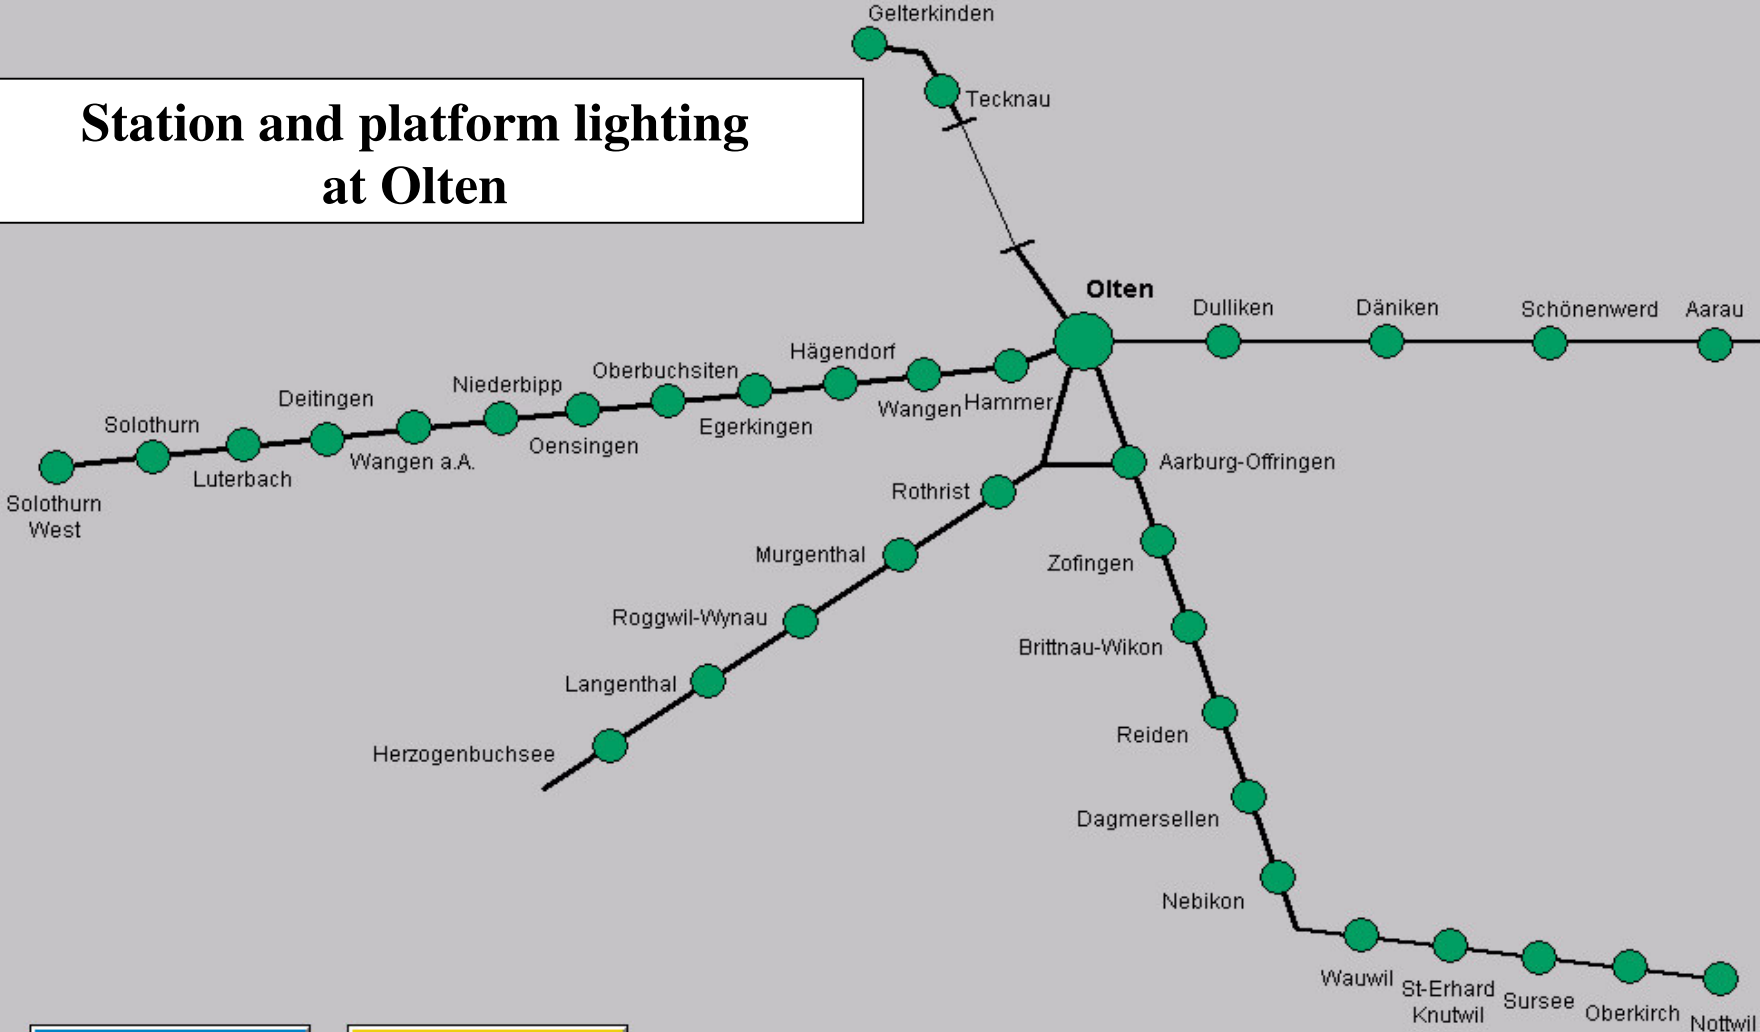 Gelterkinden
Tecknau
Station and platform lighting
at Olten
Olten
Dulliken
Däniken
Schönenwerd
Aarau
Hägendorf
Oberbuchsiten
Niederbipp
Deitingen
Solothurn
Wangen
Hammer
Egerkingen
Oensingen
Wangen a.A.
Luterbach
Solothurn
West
Aarburg-Offringen
Rothrist
Murgenthal
Zofingen
Roggwil-Wynau
Brittnau-Wikon
Langenthal
Reiden
Herzogenbuchsee
Dagmersellen
Nebikon
Wauwil
St-Erhard
Knutwil
Sursee
Oberkirch
Nottwil